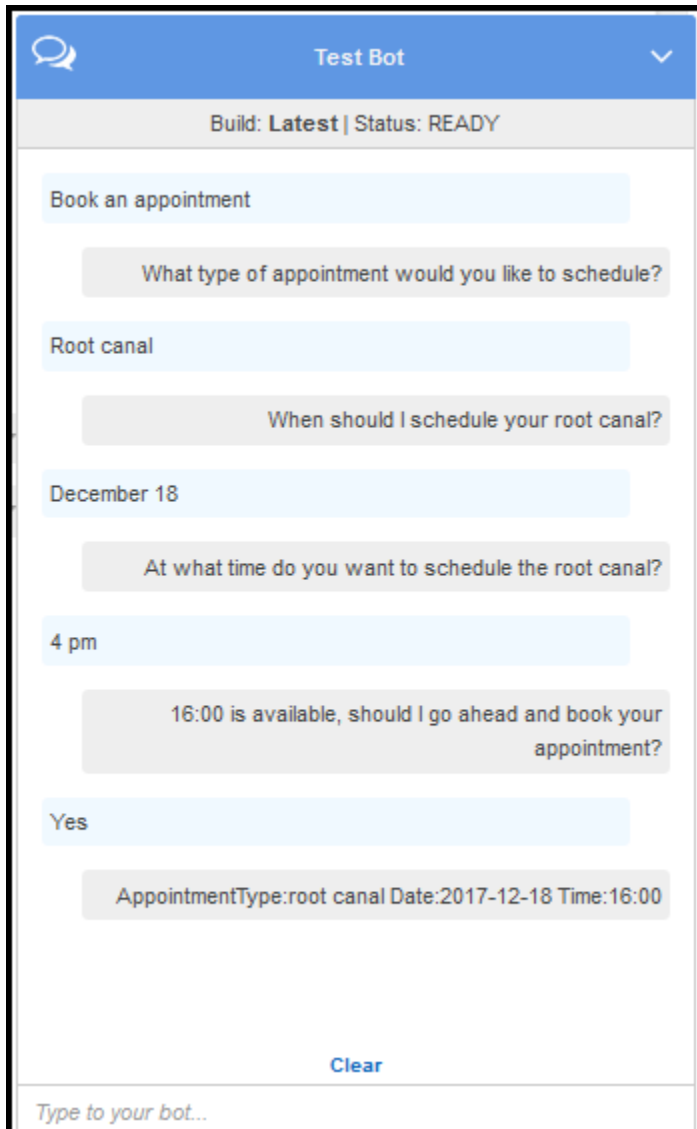 Test Bot
Build: Latest | Status: READY
Book an appointment
What type of appointment would you like to schedule?
Root canal
When should I schedule your root canal?
December 18
At what time do you want to schedule the root canal?
4 pm
16:00 is available, should I go ahead and book your
appointment?
Yes
AppointmentType:root canal Date:2017-12-18 Time:16:00
Clear
Type to your bot...